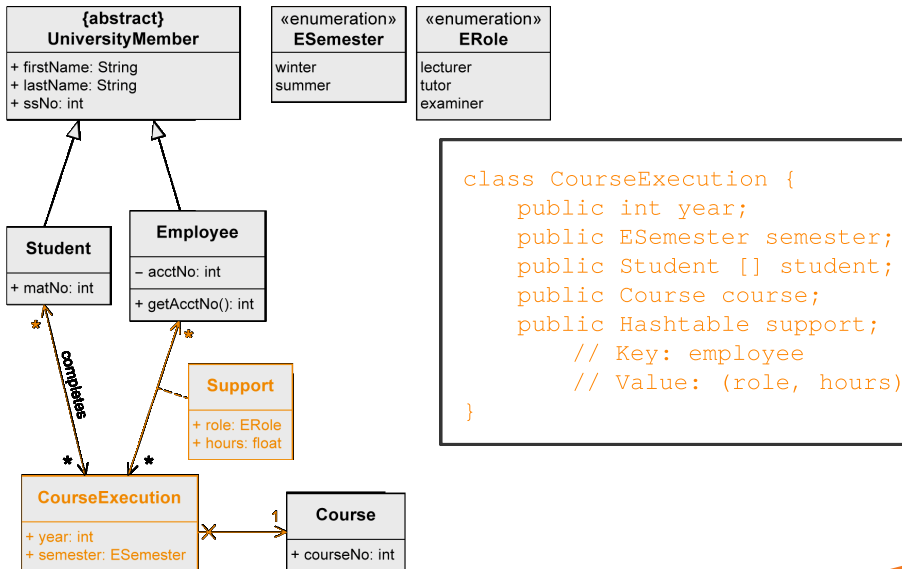 {abstract}
UniversityMember
+ firstName: String
+ lastName: String
+ ssNo: int
«enumeration»
ESemester
winter
summer
«enumeration»
ERole
lecturer
tutor
examiner
Student
+ matNo: int
Employee
– acctNo: int
+ getAcctNo(): int
*
*
completes
Support
+ role: ERole
+ hours: float
*
*
CourseExecution
+ year: int
+ semester: ESemester
1
Course
+ courseNo: int
class CourseExecution {
public int year;
public ESemester semester;
public Student [] student;
public Course course;
public Hashtable support;
// Key: employee
// Value: (role, hours)
}